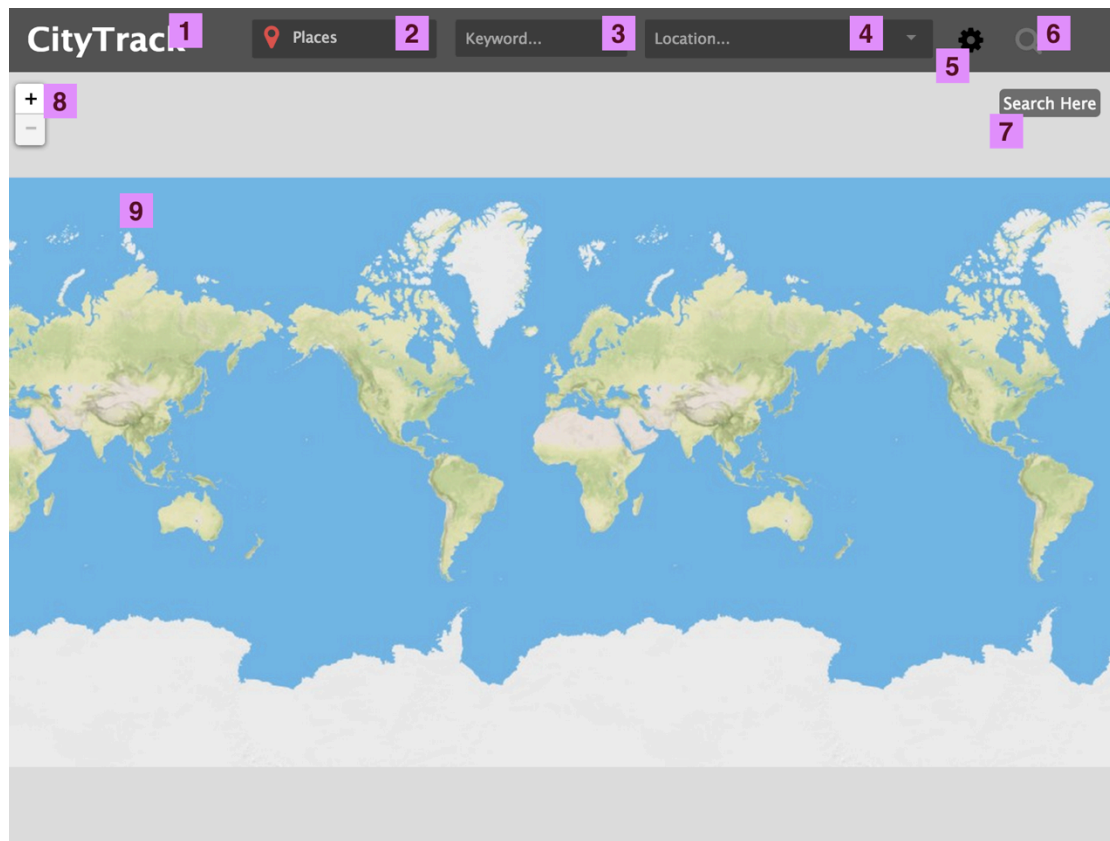 CityTrack
1
Places
2
Keyword...
3
Location...
4
5
6
+
8
−
Search Here
7
9